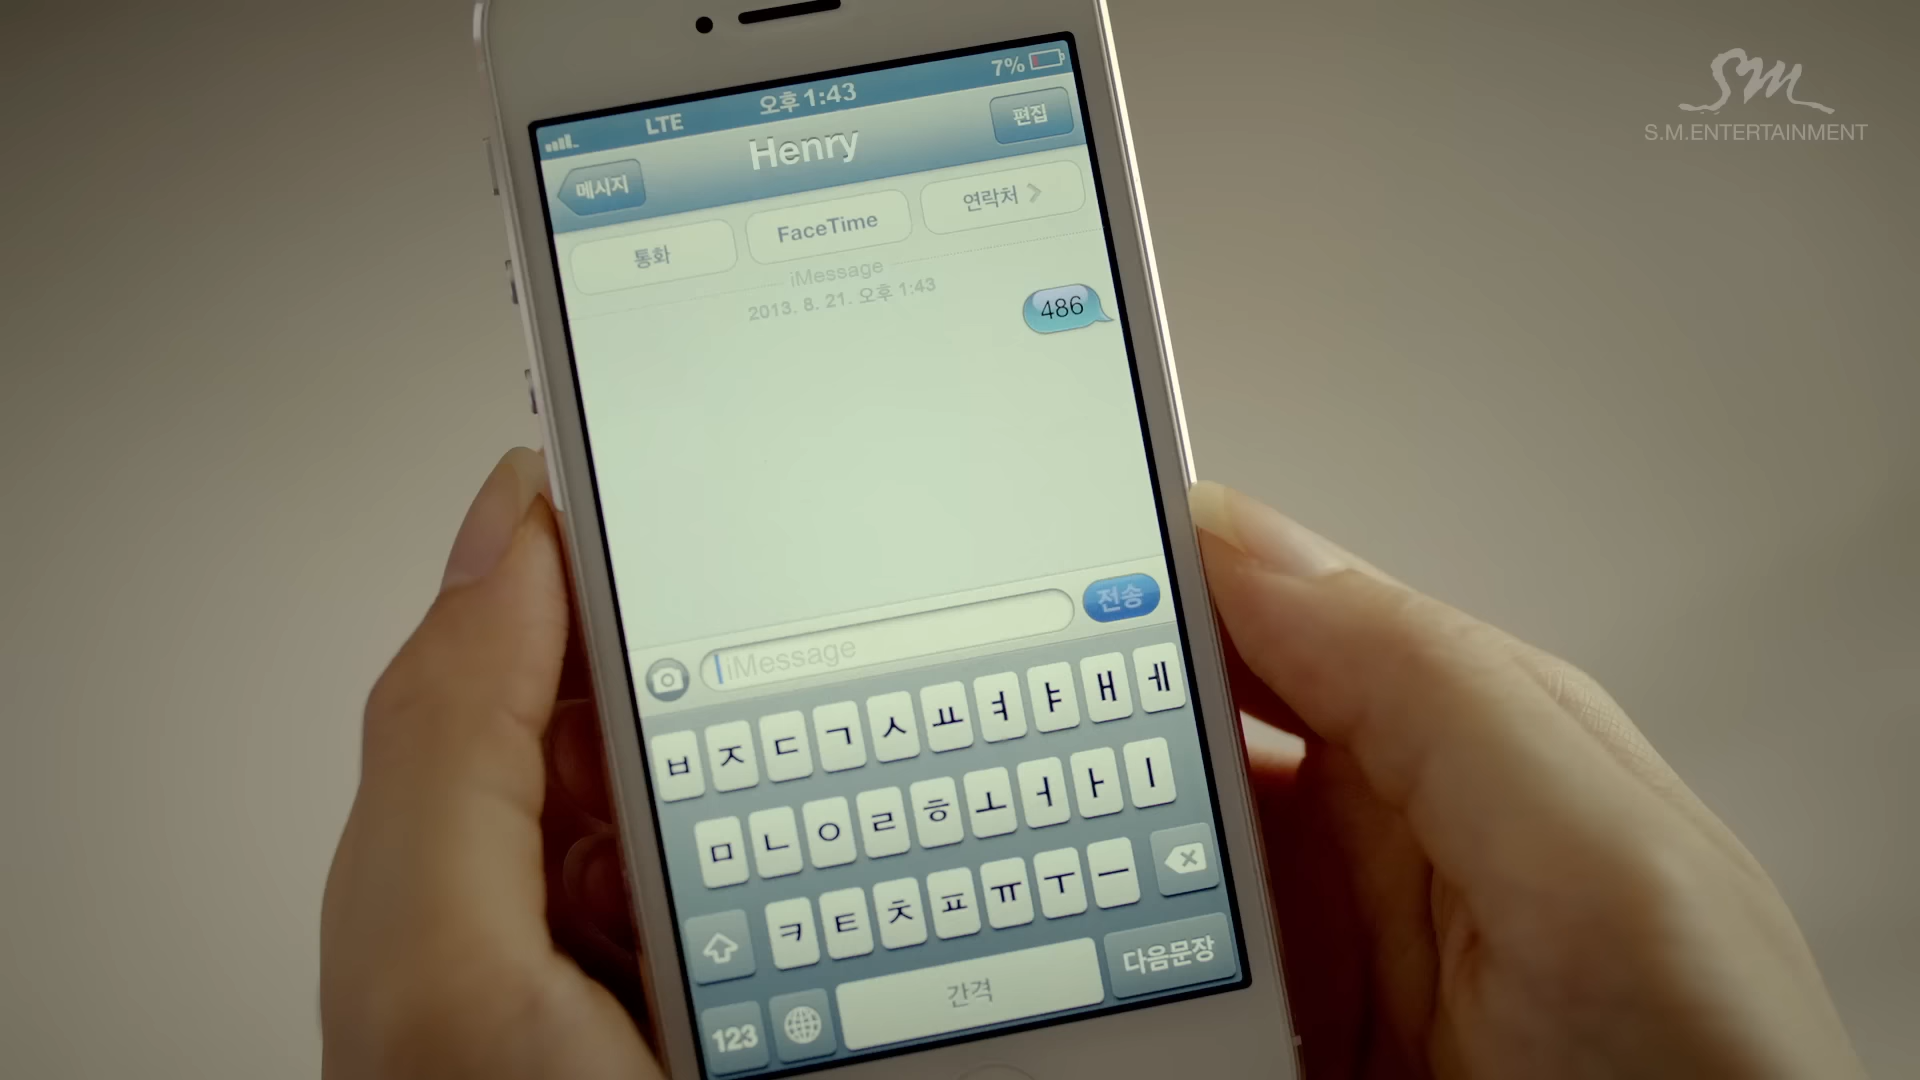 SM
S.M.ENTERTAINMENT
LTE 오후 1:43 7%
메시지 Henry 편집
통화 FaceTime 연락처
iMessage
2013. 8. 21. 오후 1:43
486
iMessage 전송
ㅂ ㅈ ㄷ ㄱ ㅅ ㅛ ㅕ ㅑ ㅐ ㅔ
ㅁ ㄴ ㅇ ㄹ ㅎ ㅗ ㅓ ㅏ ㅣ
ㅋ ㅌ ㅊ ㅍ ㅠ ㅜ ㅡ
123 간격 다음문장